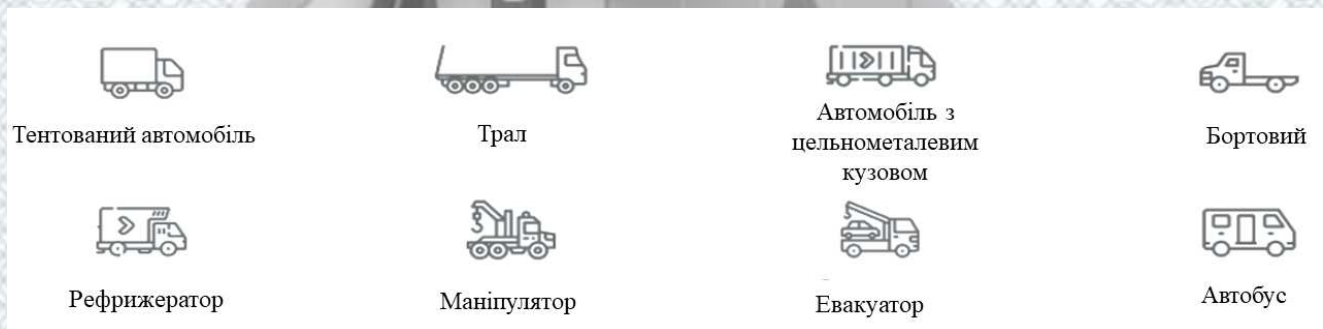 Тентований автомобіль
Трал
Автомобіль з
цельнометалевим
кузовом
Бортовий
Рефрижератор
Маніпулятор
Евакуатор
Автобус